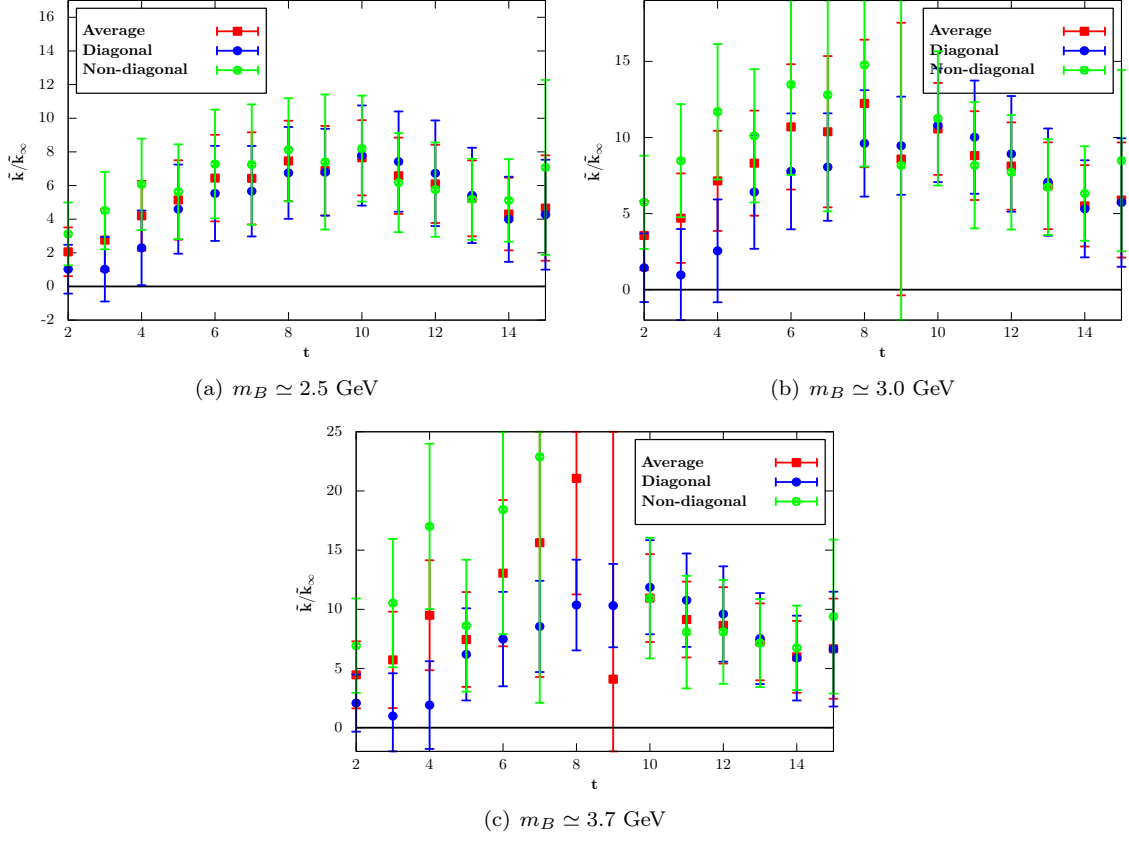 16
14
12
10
8
6
4
2
0
-2
k̃/k̃∞
Average
Diagonal
Non-diagonal
2 4 6 8 10 12 14
t
(a) m_B ≃ 2.5 GeV
15
10
5
0
k̃/k̃∞
Average
Diagonal
Non-diagonal
2 4 6 8 10 12 14
t
(b) m_B ≃ 3.0 GeV
25
20
15
10
5
0
k̃/k̃∞
Average
Diagonal
Non-diagonal
2 4 6 8 10 12 14
t
(c) m_B ≃ 3.7 GeV